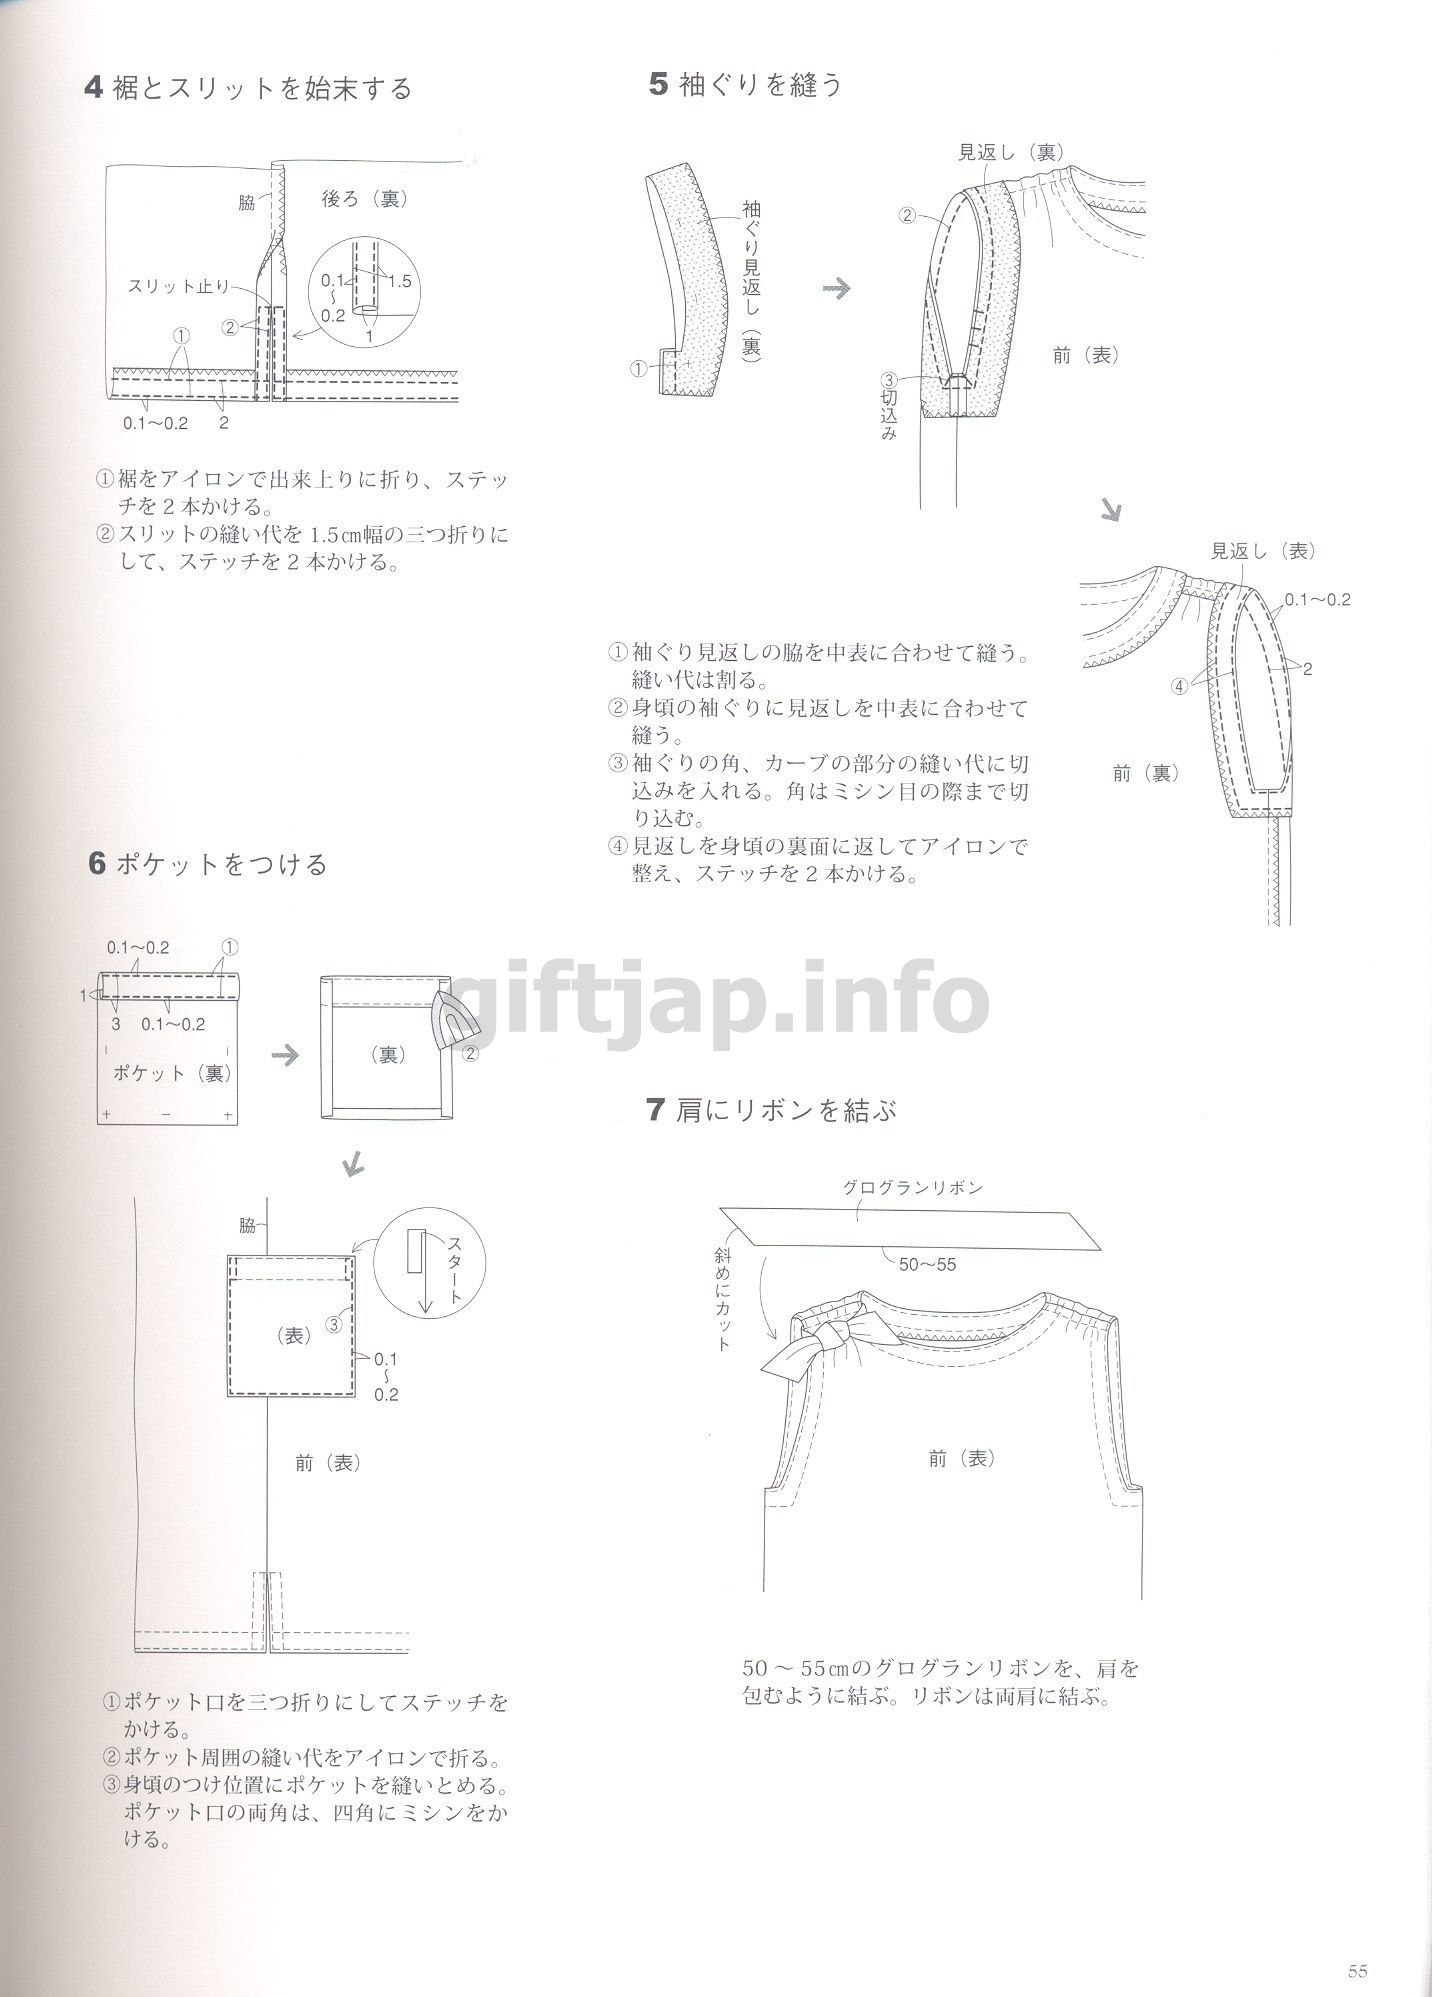 4 裾とスリットを始末する
脇
後ろ（裏）
スリット止り
0.1
〜
0.2
1.5
1
②
①
0.1〜0.2
2
①裾をアイロンで出来上りに折り、ステッ
チを2本かける。
②スリットの縫い代を1.5㎝幅の三つ折りに
して、ステッチを2本かける。
5 袖ぐりを縫う
袖ぐり見返し（裏）
①
見返し（裏）
②
③切込み
前（表）
見返し（表）
0.1〜0.2
2
④
前（裏）
①袖ぐり見返しの脇を中表に合わせて縫う。
縫い代は割る。
②身頃の袖ぐりに見返しを中表に合わせて
縫う。
③袖ぐりの角、カーブの部分の縫い代に切
込みを入れる。角はミシン目の際まで切
り込む。
④見返しを身頃の裏面に返してアイロンで
整え、ステッチを2本かける。
6 ポケットをつける
0.1〜0.2
①
1
3
0.1〜0.2
ポケット（裏）
（裏）
②
脇
スタート
（表）
③
0.1
〜
0.2
前（表）
①ポケット口を三つ折りにしてステッチを
かける。
②ポケット周囲の縫い代をアイロンで折る。
③身頃のつけ位置にポケットを縫いとめる。
ポケット口の両角は、四角にミシンをか
ける。
7 肩にリボンを結ぶ
グログランリボン
斜めにカット
50〜55
前（表）
50〜55㎝のグログランリボンを、肩を
包むように結ぶ。リボンは両肩に結ぶ。
giftjap.info
55